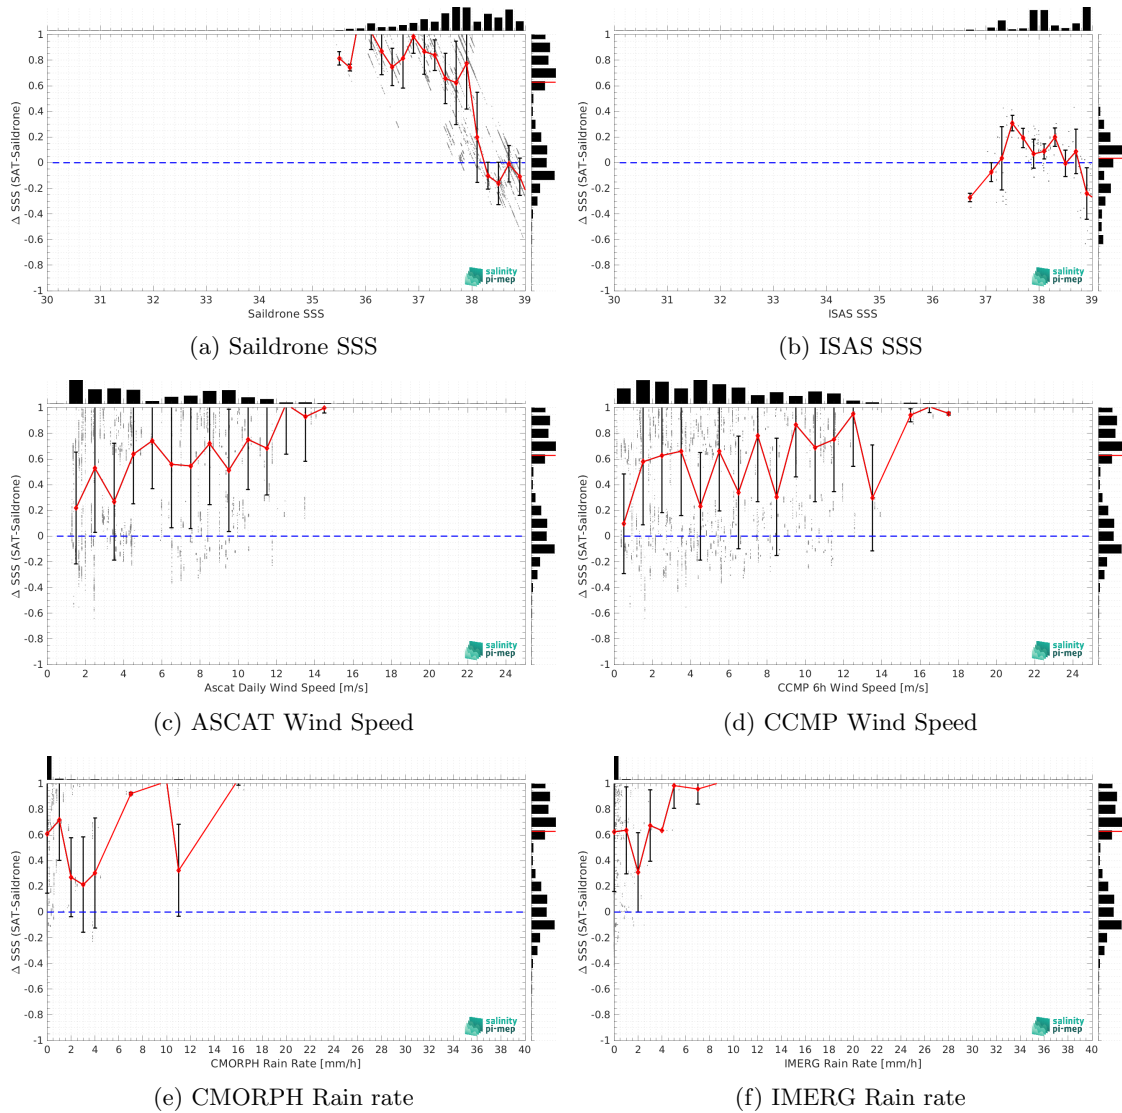 1
0.8
0.6
0.4
0.2
0
-0.2
-0.4
-0.6
-0.8
-1
Δ SSS (SAT-Saildrone)
30 31 32 33 34 35 36 37 38 39
Saildrone SSS
salinity
pi-mep
(a) Saildrone SSS
1
0.8
0.6
0.4
0.2
0
-0.2
-0.4
-0.6
-0.8
-1
Δ SSS (SAT-Saildrone)
30 31 32 33 34 35 36 37 38 39
ISAS SSS
salinity
pi-mep
(b) ISAS SSS
1
0.8
0.6
0.4
0.2
0
-0.2
-0.4
-0.6
-0.8
-1
Δ SSS (SAT-Saildrone)
0 2 4 6 8 10 12 14 16 18 20 22 24
Ascat Daily Wind Speed [m/s]
salinity
pi-mep
(c) ASCAT Wind Speed
1
0.8
0.6
0.4
0.2
0
-0.2
-0.4
-0.6
-0.8
-1
Δ SSS (SAT-Saildrone)
0 2 4 6 8 10 12 14 16 18 20 22 24
CCMP 6h Wind Speed [m/s]
salinity
pi-mep
(d) CCMP Wind Speed
1
0.8
0.6
0.4
0.2
0
-0.2
-0.4
-0.6
-0.8
-1
Δ SSS (SAT-Saildrone)
0 2 4 6 8 10 12 14 16 18 20 22 24 26 28 30 32 34 36 38 40
CMORPH Rain Rate [mm/h]
salinity
pi-mep
(e) CMORPH Rain rate
1
0.8
0.6
0.4
0.2
0
-0.2
-0.4
-0.6
-0.8
-1
Δ SSS (SAT-Saildrone)
0 2 4 6 8 10 12 14 16 18 20 22 24 26 28 30 32 34 36 38 40
IMERG Rain Rate [mm/h]
salinity
pi-mep
(f) IMERG Rain rate